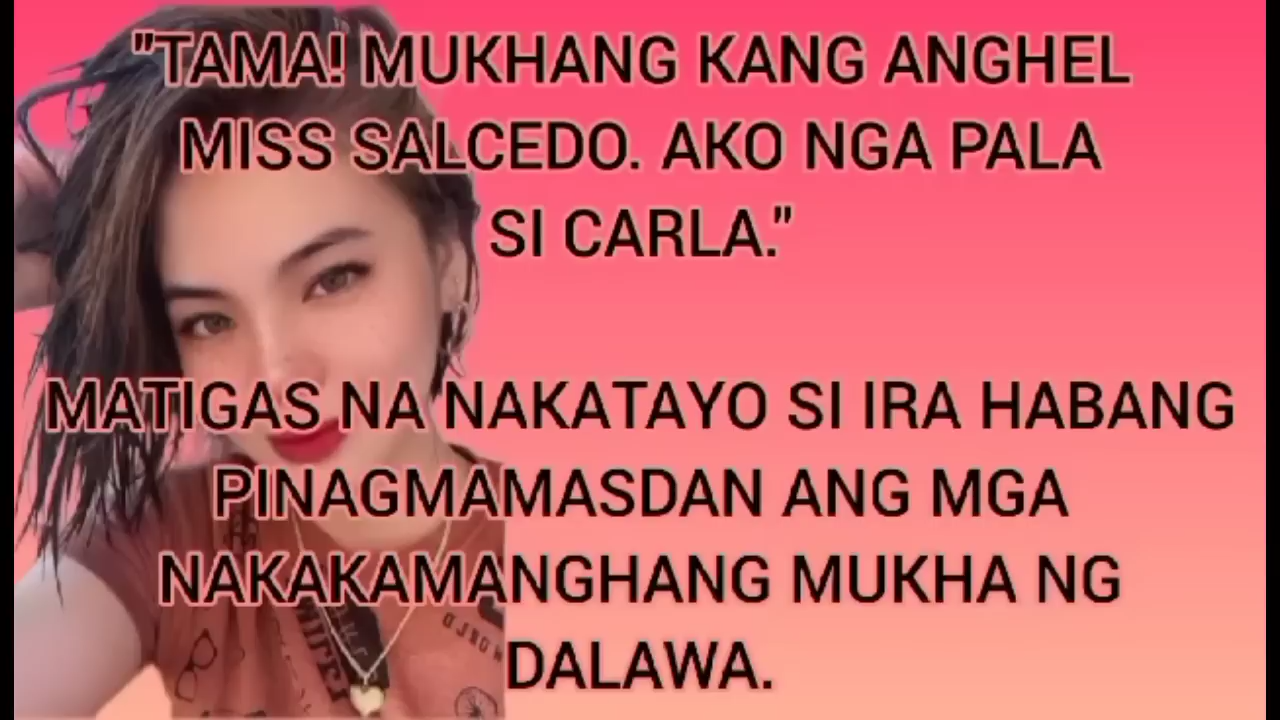 "TAMA! MUKHANG KANG ANGHEL
MISS SALCEDO. AKO NGA PALA
SI CARLA."
MATIGAS NA NAKATAYO SI IRA HABANG
PINAGMAMASDAN ANG MGA
NAKAKAMANGHANG MUKHA NG
DALAWA.